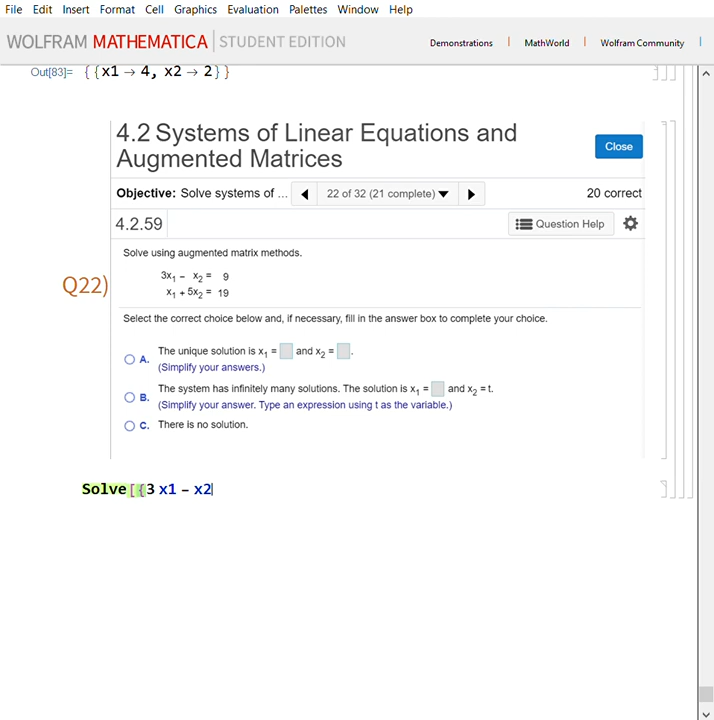 File Edit Insert Format Cell Graphics Evaluation Palettes Window Help
WOLFRAM MATHEMATICA | STUDENT EDITION
Demonstrations | MathWorld | Wolfram Community |
Out[83]= {{x1 → 4, x2 → 2}}
4.2 Systems of Linear Equations and
Augmented Matrices
Close
Objective: Solve systems of ... 22 of 32 (21 complete) 20 correct
4.2.59
Question Help
Solve using augmented matrix methods.
Q22)
3x₁ − x₂ = 9
x₁ + 5x₂ = 19
Select the correct choice below and, if necessary, fill in the answer box to complete your choice.
A. The unique solution is x₁ = and x₂ = .
(Simplify your answers.)
B. The system has infinitely many solutions. The solution is x₁ = and x₂ = t.
(Simplify your answer. Type an expression using t as the variable.)
C. There is no solution.
Solve[{3 x1 − x2